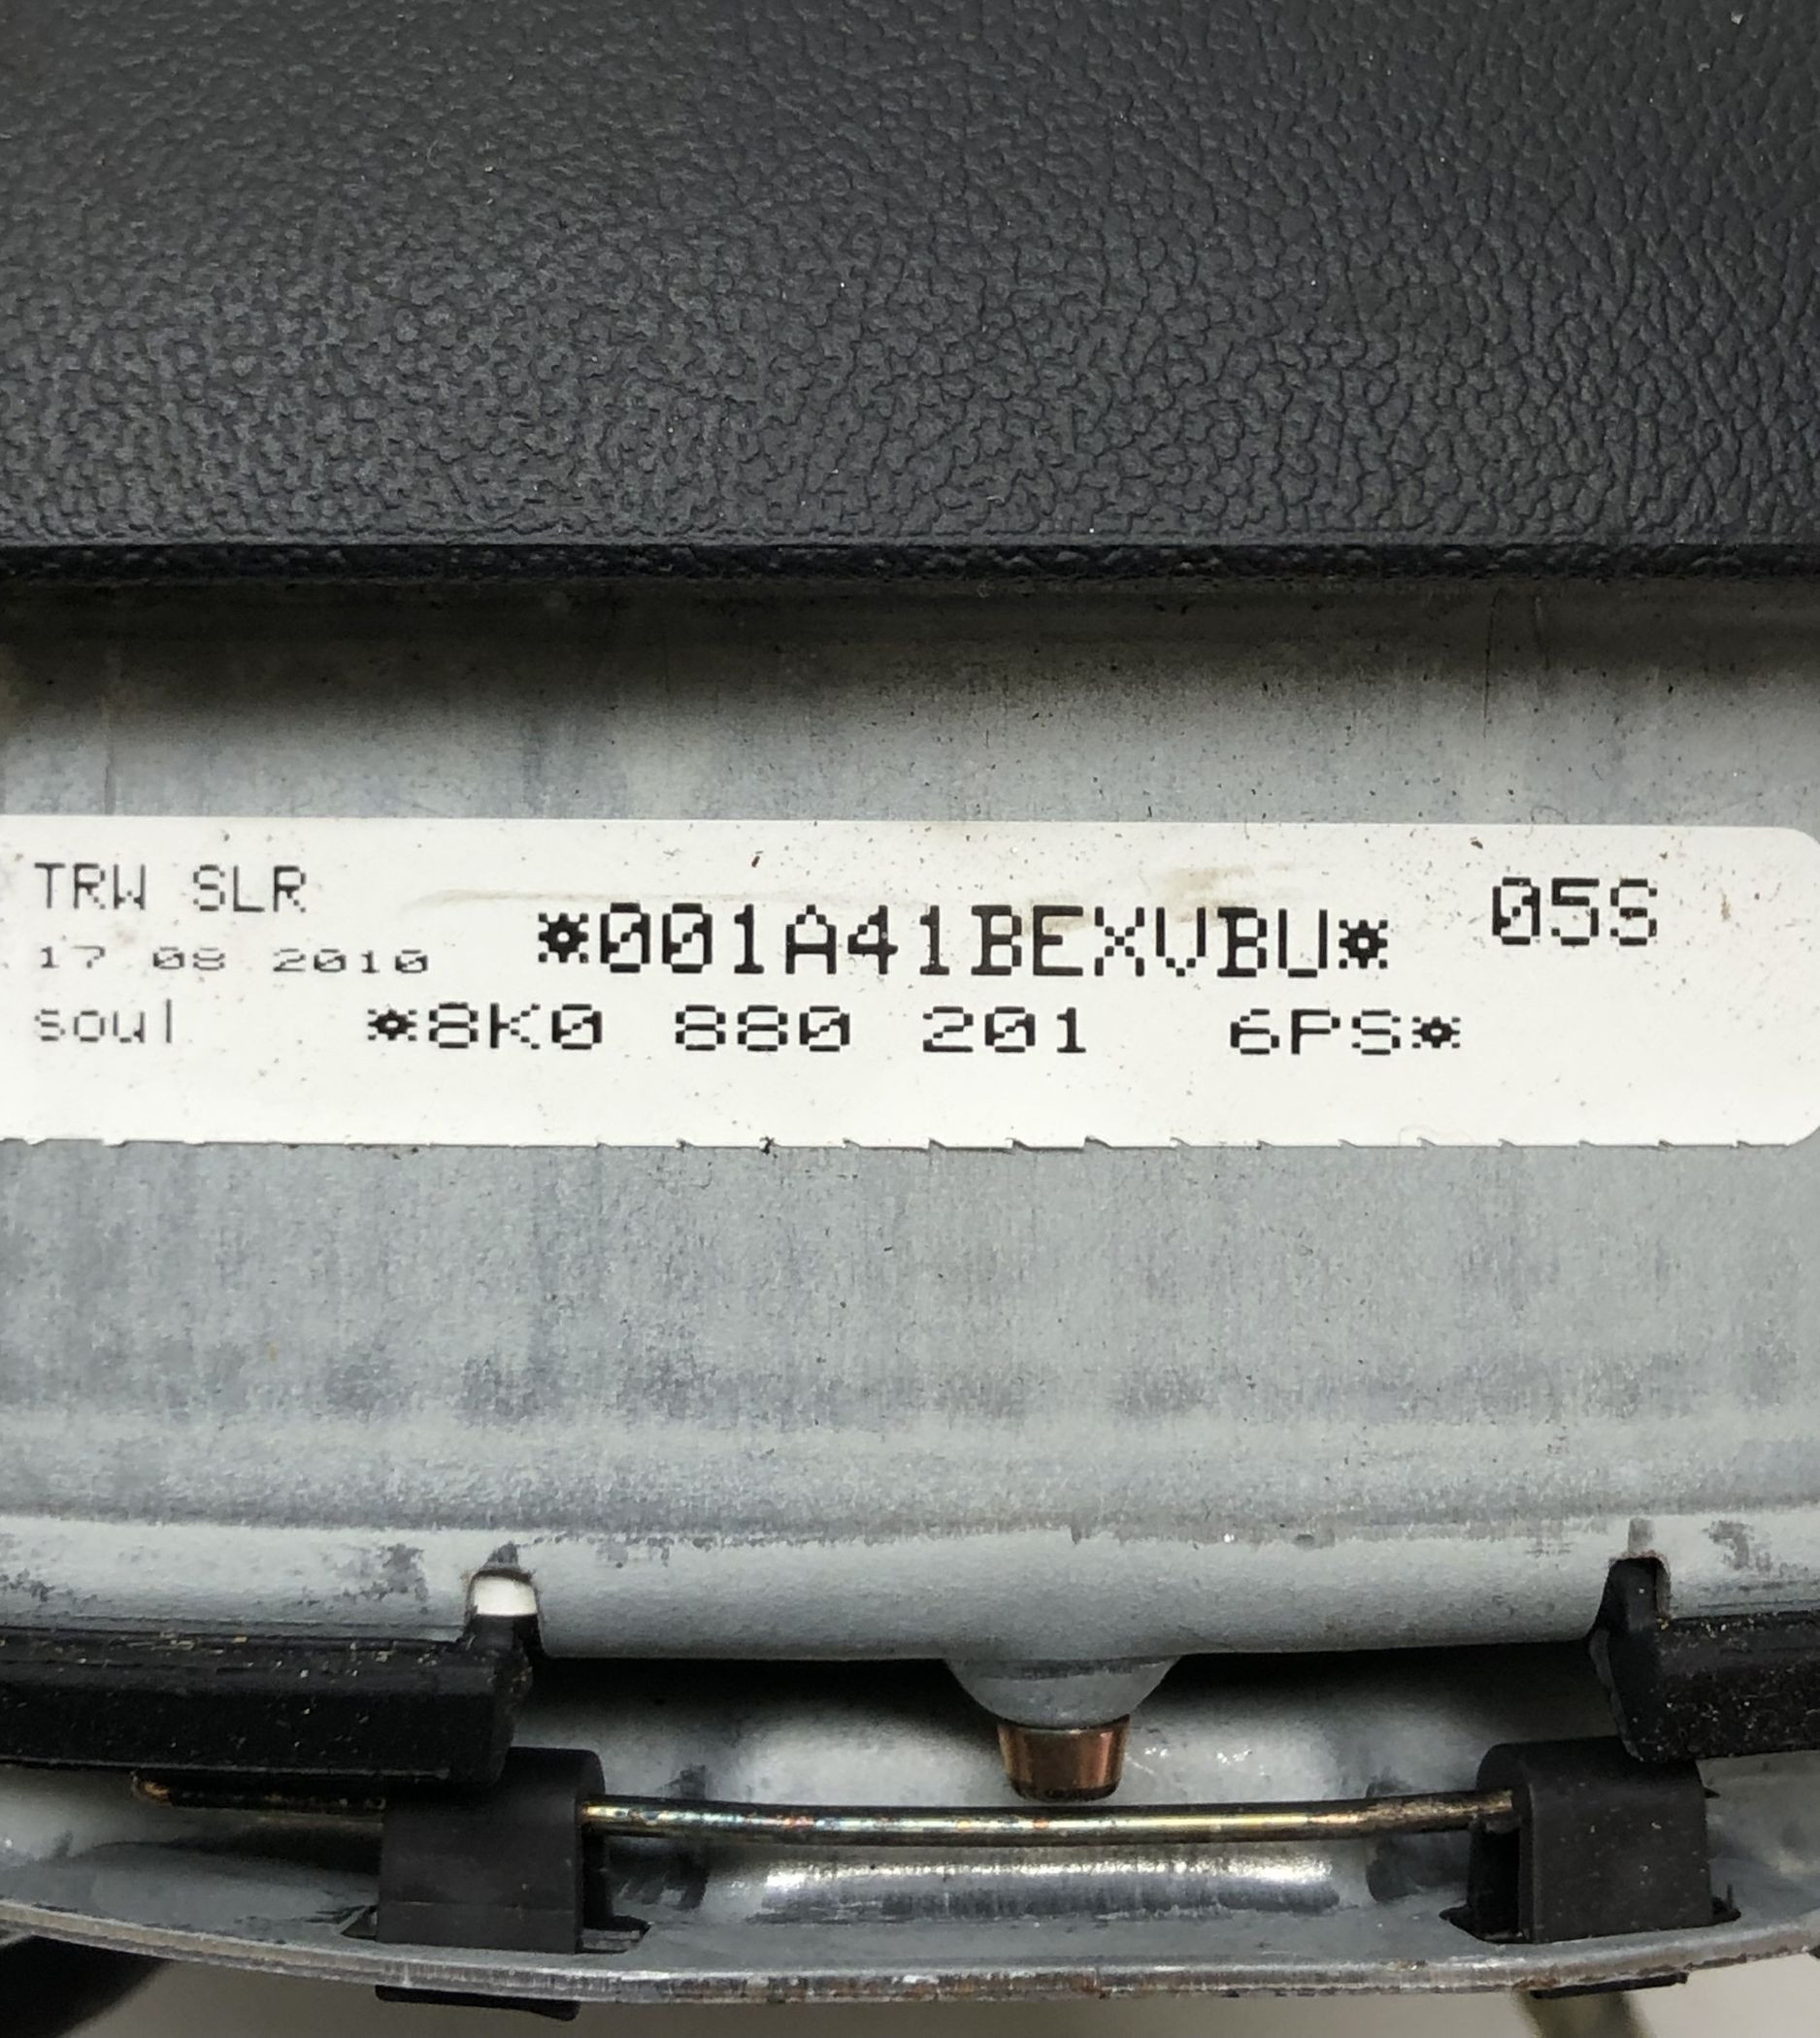 TRW SLR
*001A41BEXVBU*
05S
17 08 2010
soul
*8K0 880 201 6PS*